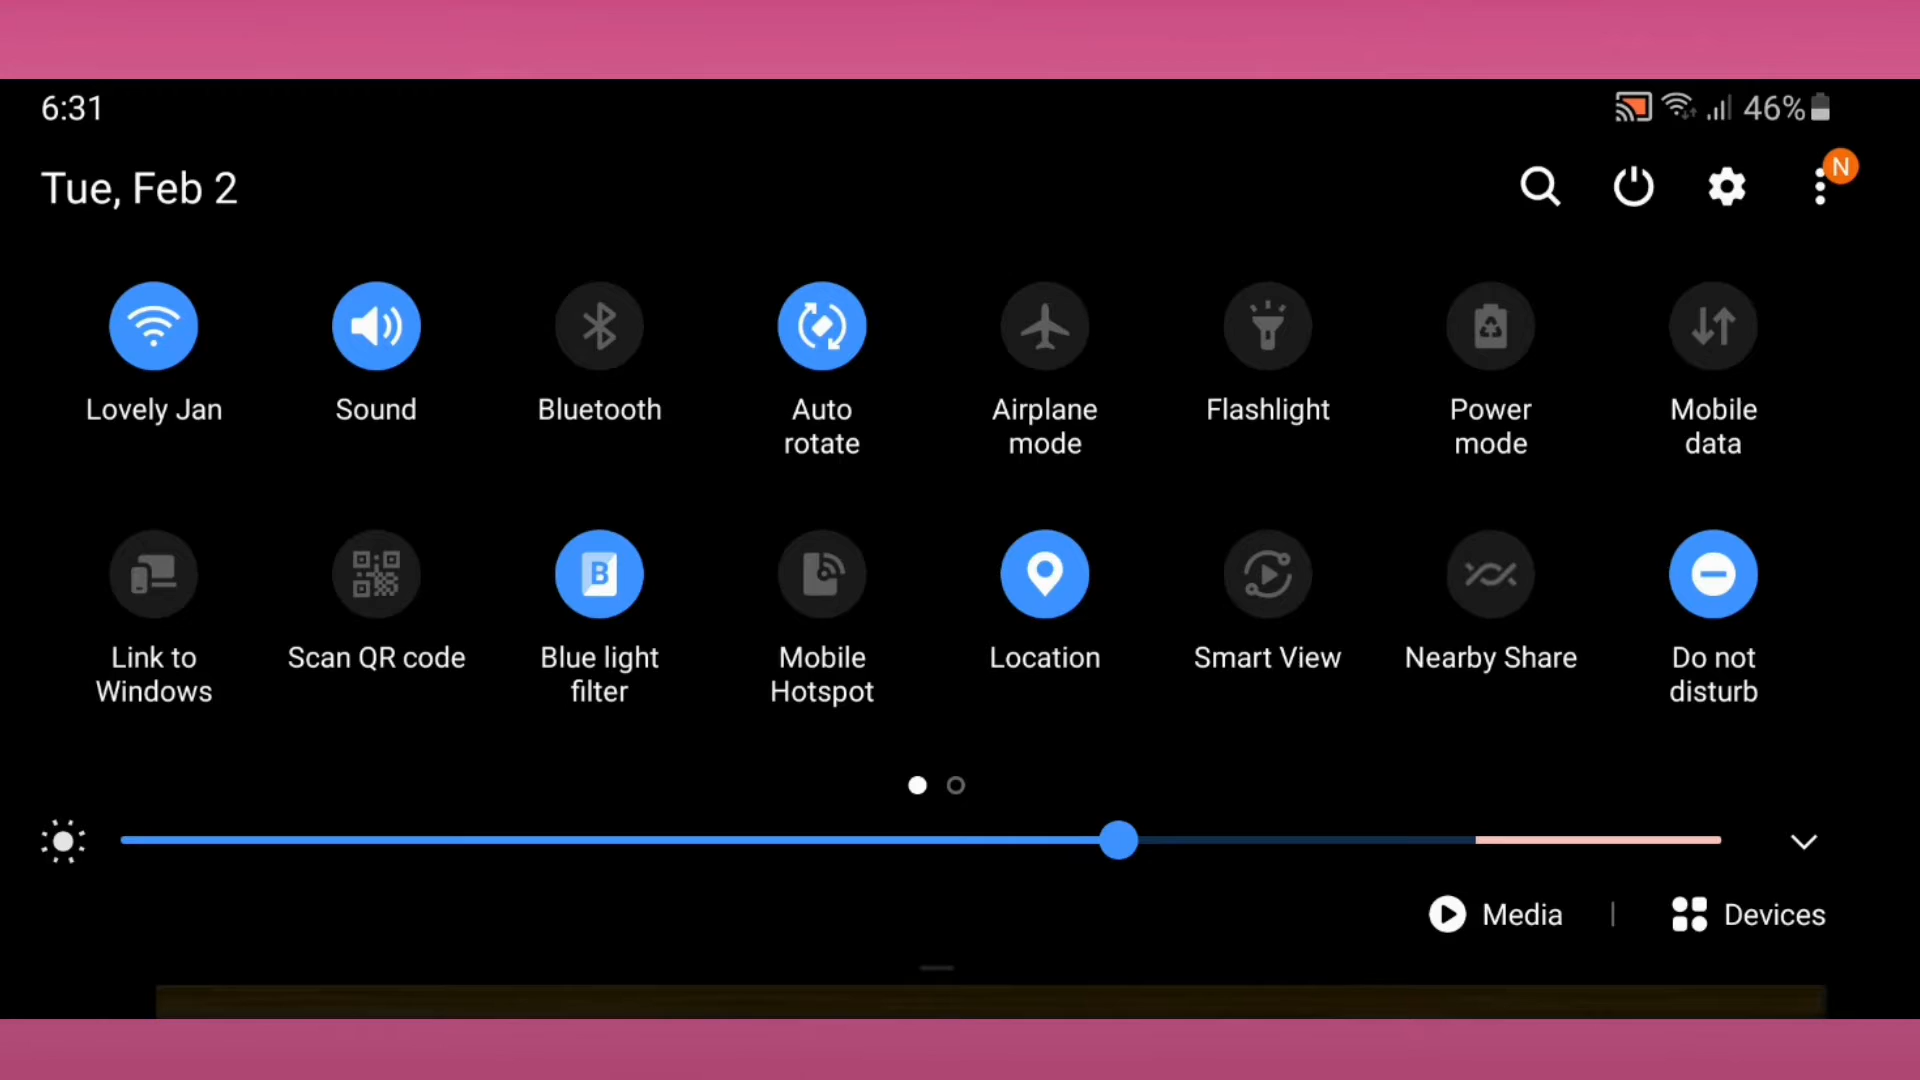 6:31
46%
Tue, Feb 2
N
Lovely Jan
Sound
Bluetooth
Auto
rotate
Airplane
mode
Flashlight
Power
mode
Mobile
data
Link to
Windows
Scan QR code
B
Blue light
filter
Mobile
Hotspot
Location
Smart View
Nearby Share
Do not
disturb
Media
Devices